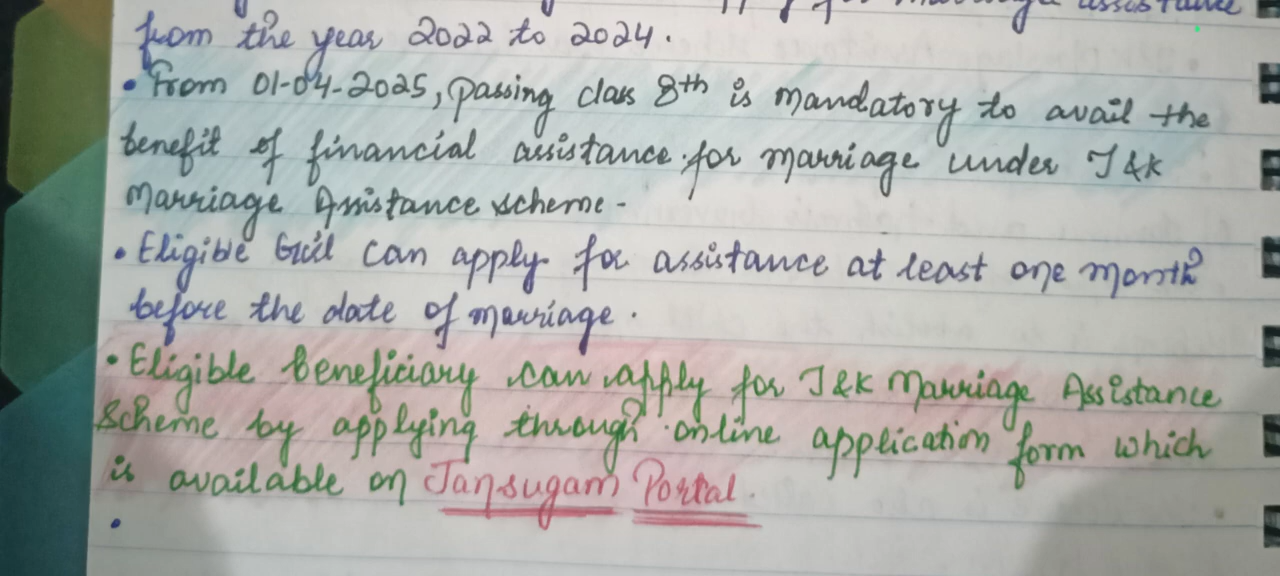 for marriage assistance
from the year 2022 to 2024.
• From 01-04-2025, passing class 8th is mandatory to avail the
benefit of financial assistance for marriage under J&K
Marriage Assistance scheme-
• Eligible Girl can apply for assistance at least one month
before the date of marriage.
• Eligible beneficiary can apply for J&K Marriage Assistance
Scheme by applying through online application form which
is available on Jansugam Portal.
•